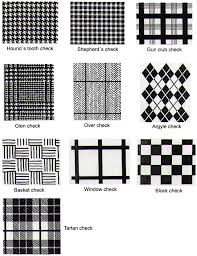 Hound's tooth check
Shepherd's check
Gun club check
Glen check
Over check
Argyle check
Basket check
Window check
Block check
Tartan check